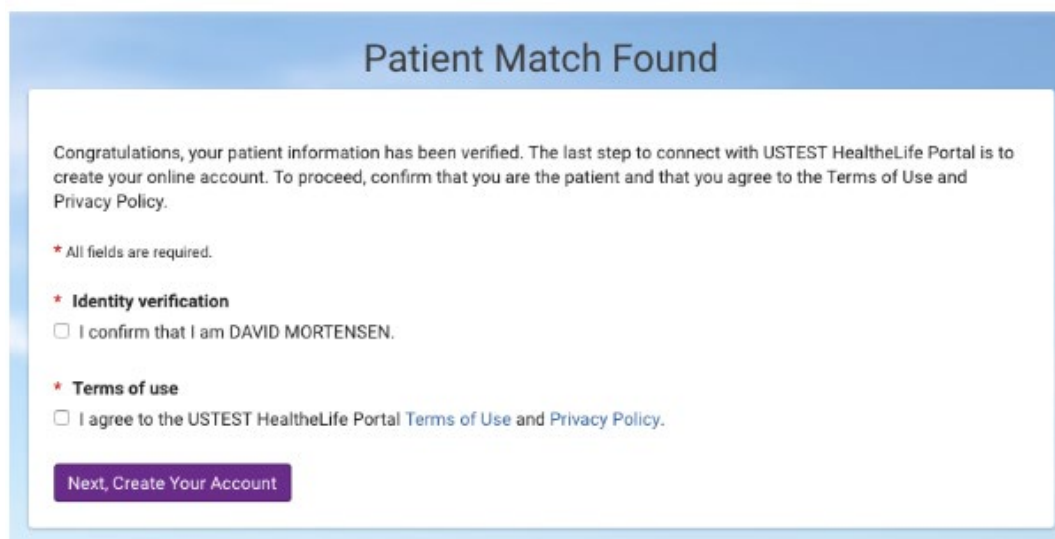 Patient Match Found
Congratulations, your patient information has been verified. The last step to connect with USTEST HealtheLife Portal is to
create your online account. To proceed, confirm that you are the patient and that you agree to the Terms of Use and
Privacy Policy.
* All fields are required.
* Identity verification
I confirm that I am DAVID MORTENSEN.
* Terms of use
I agree to the USTEST HealtheLife Portal Terms of Use and Privacy Policy.
Next, Create Your Account